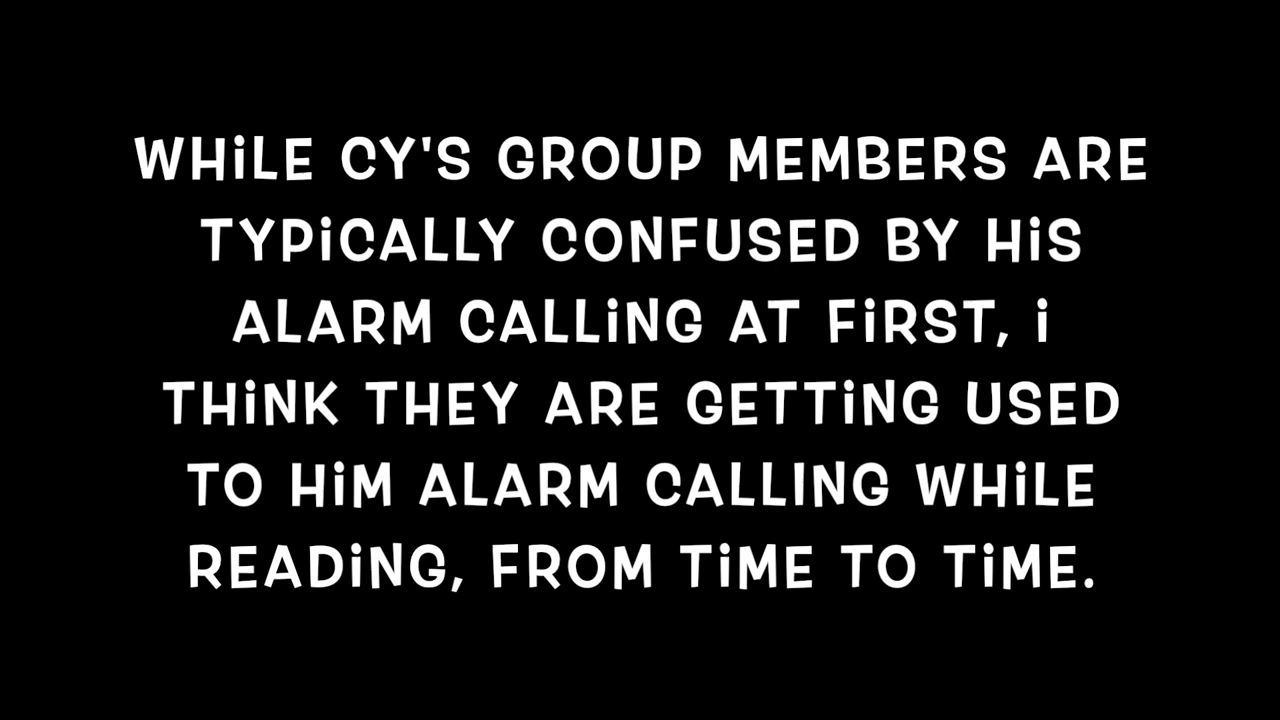 WHiLE CY'S GROUP MEMBERS ARE
TYPiCALLY CONFUSED BY HiS
ALARM CALLiNG AT FiRST, i
THiNK THEY ARE GETTiNG USED
TO HiM ALARM CALLING WHiLE
READiNG, FROM TiME TO TiME.